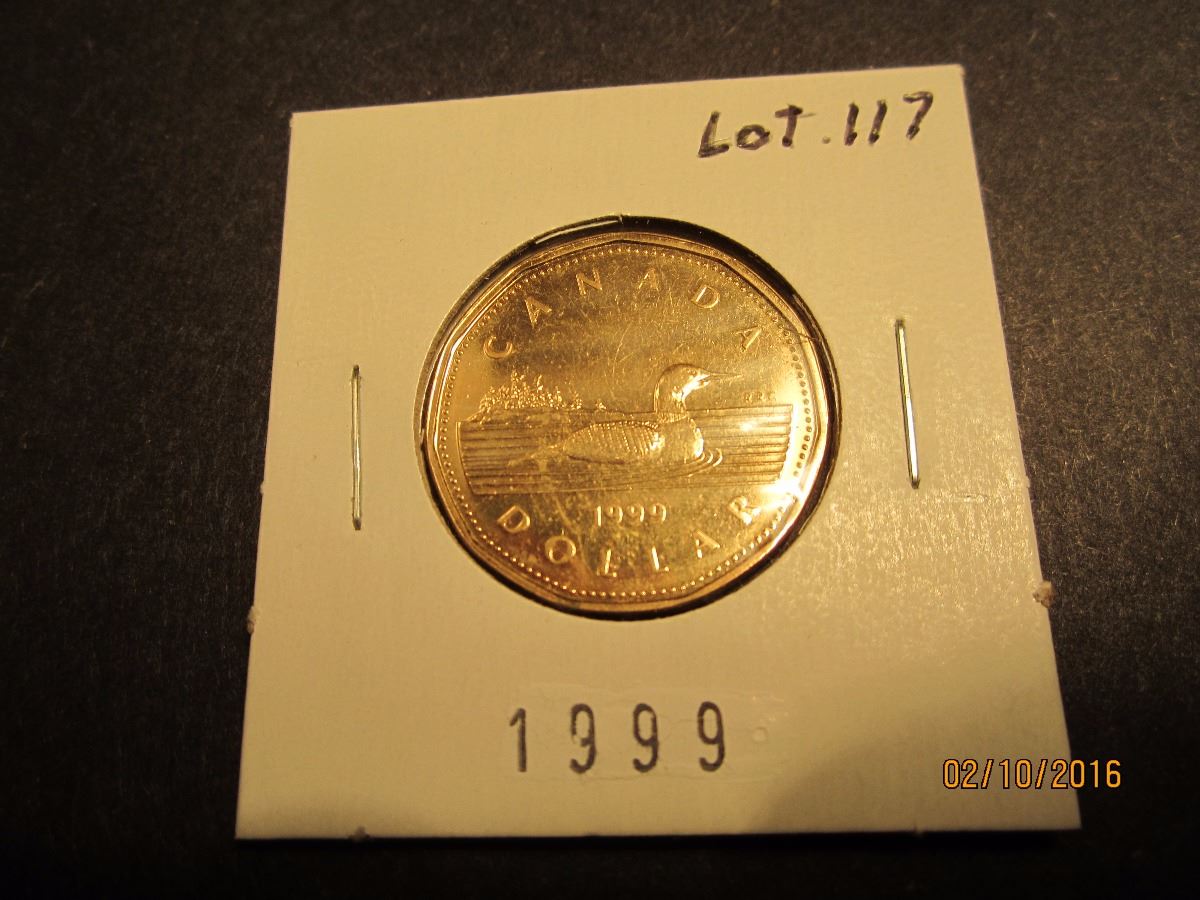 Lot.117
CANADA
RRC
1999
DOLLAR
1999
02/10/2016